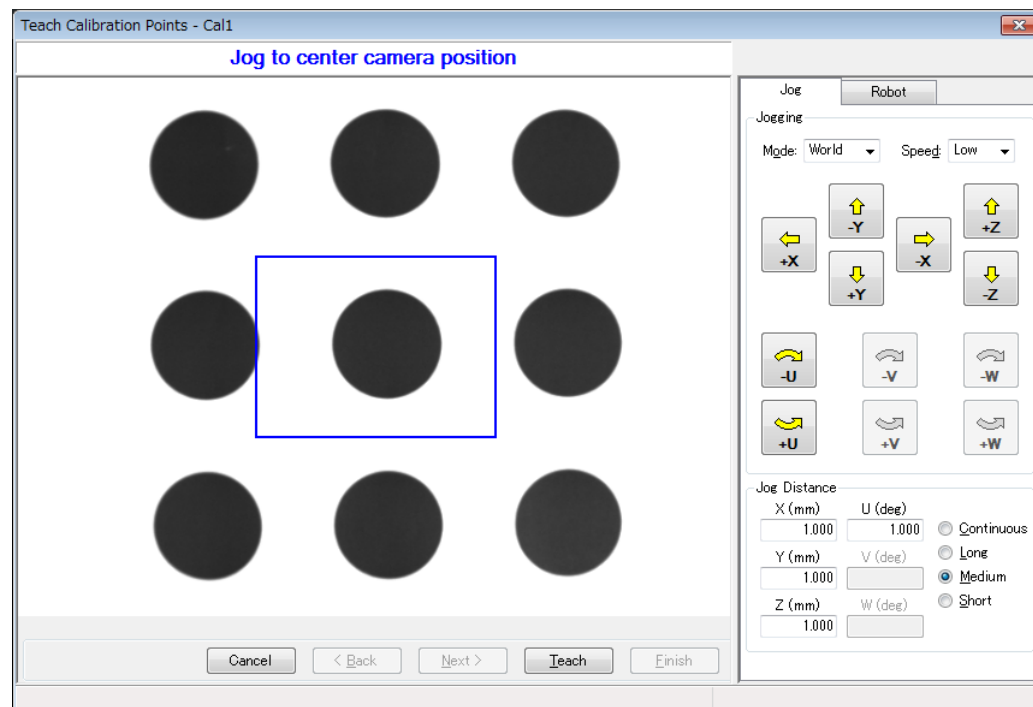 Teach Calibration Points - Cal1
Jog to center camera position
Jog Robot
Jogging
Mode: World Speed: Low
-Y +Z
+X -X
+Y -Z
-U -V -W
+U +V +W
Jog Distance
X (mm) U (deg)
1.000 1.000
Continuous
Y (mm) V (deg)
Long
1.000
Medium
Z (mm) W (deg)
Short
1.000
Cancel < Back Next > Teach Finish